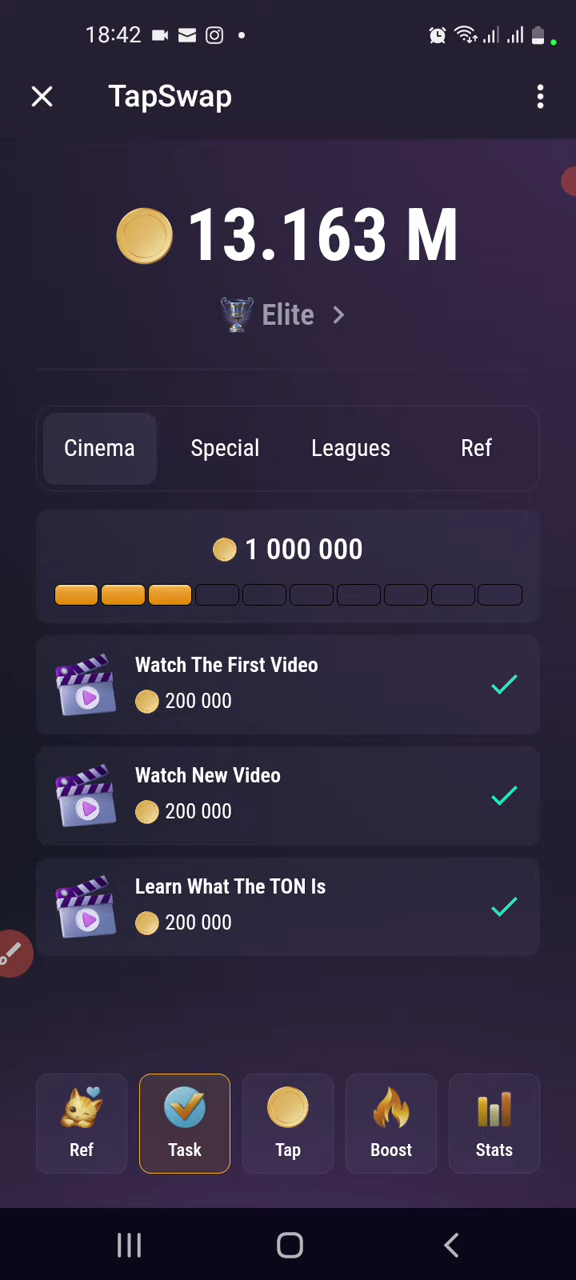 18:42
TapSwap
13.163 M
Elite
Cinema Special Leagues Ref
1 000 000
Watch The First Video
200 000
Watch New Video
200 000
Learn What The TON Is
200 000
Ref Task Tap Boost Stats